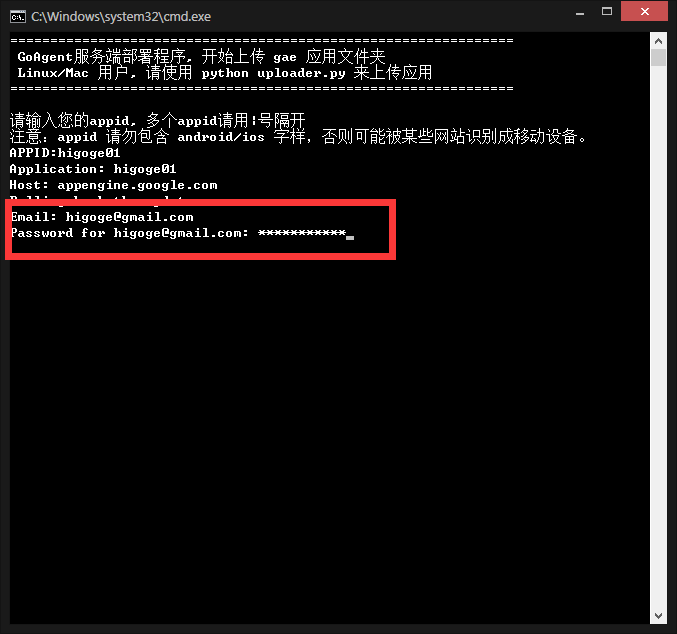 C:\Windows\system32\cmd.exe
===============================================================
GoAgent服务端部署程序, 开始上传 gae 应用文件夹
Linux/Mac 用户, 请使用 python uploader.py 来上传应用
===============================================================
请输入您的appid, 多个appid请用|号隔开
注意：appid 请勿包含 android/ios 字样，否则可能被某些网站识别成移动设备。
APPID:higoge01
Application: higoge01
Host: appengine.google.com
Email: higoge@gmail.com
Password for higoge@gmail.com: ***********_